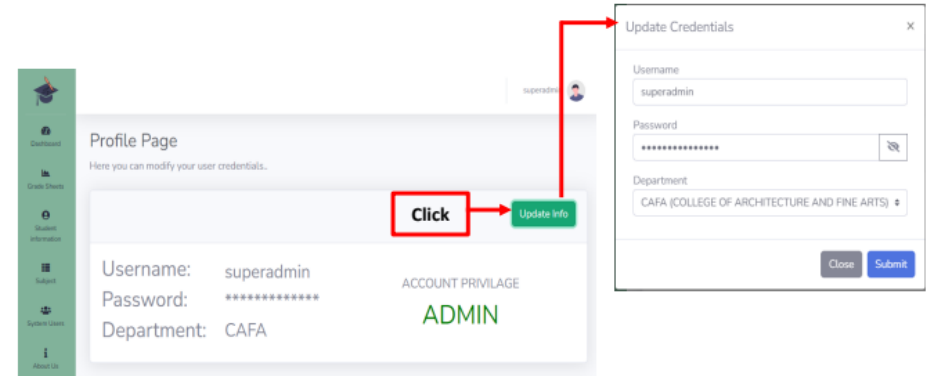 Update Credentials ×
Username
superadmin
Password
***************
Department
CAFA (COLLEGE OF ARCHITECTURE AND FINE ARTS)
Close Submit
superadmin
Dashboard
Grade Sheets
Student
information
Subject
System Users
About Us
Profile Page
Here you can modify your user credentials..
Click
Update Info
Username: superadmin
Password: *************
Department: CAFA
ACCOUNT PRIVILAGE
ADMIN